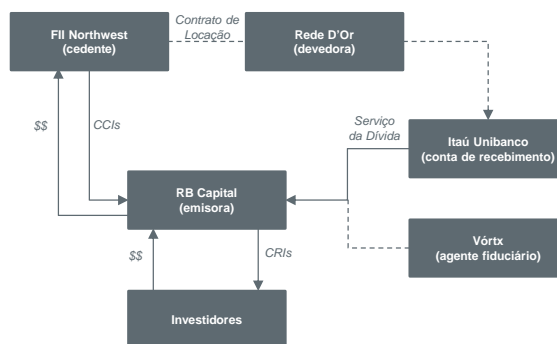 FII Northwest
(cedente)
Contrato de
Locação
Rede D'Or
(devedora)
$$
CCIs
Serviço
da Dívida
Itaú Unibanco
(conta de recebimento)
RB Capital
(emisora)
$$
CRIs
Vórtx
(agente fiduciário)
Investidores